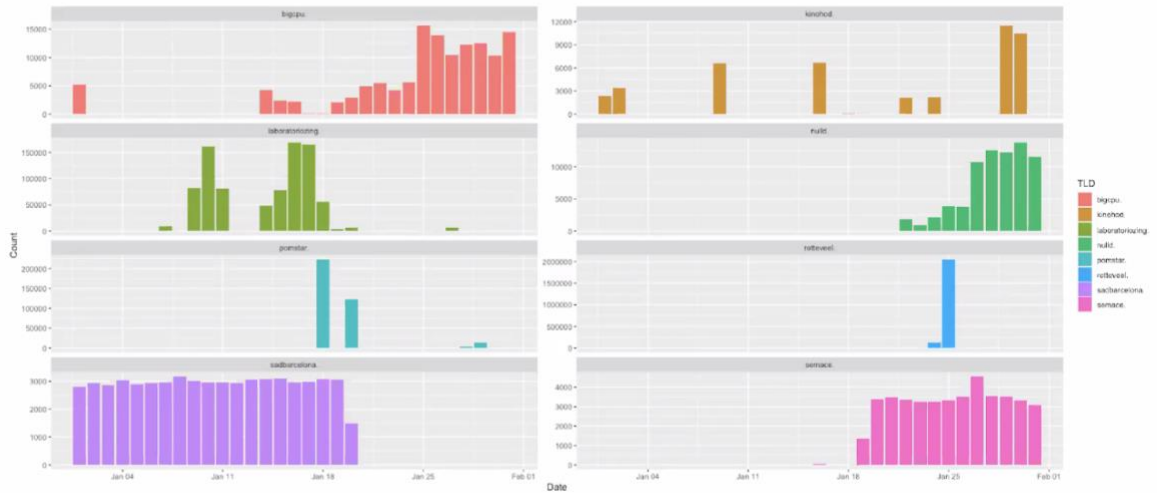 bigcpu.
kinohod.
15000
10000
5000
0
12000
9000
6000
3000
0
laboratoriozing.
nulld.
150000
100000
50000
0
10000
5000
0
pornstar.
rotteveel.
200000
150000
100000
50000
0
2000000
1500000
1000000
500000
0
sadbarcelona.
semace.
3000
2000
1000
0
4000
3000
2000
1000
0
Jan 04
Jan 11
Jan 18
Jan 25
Feb 01
Jan 04
Jan 11
Jan 18
Jan 25
Feb 01
Count
Date
TLD
bigcpu.
kinohod.
laboratoriozing.
nulld.
pornstar.
rotteveel.
sadbarcelona.
semace.